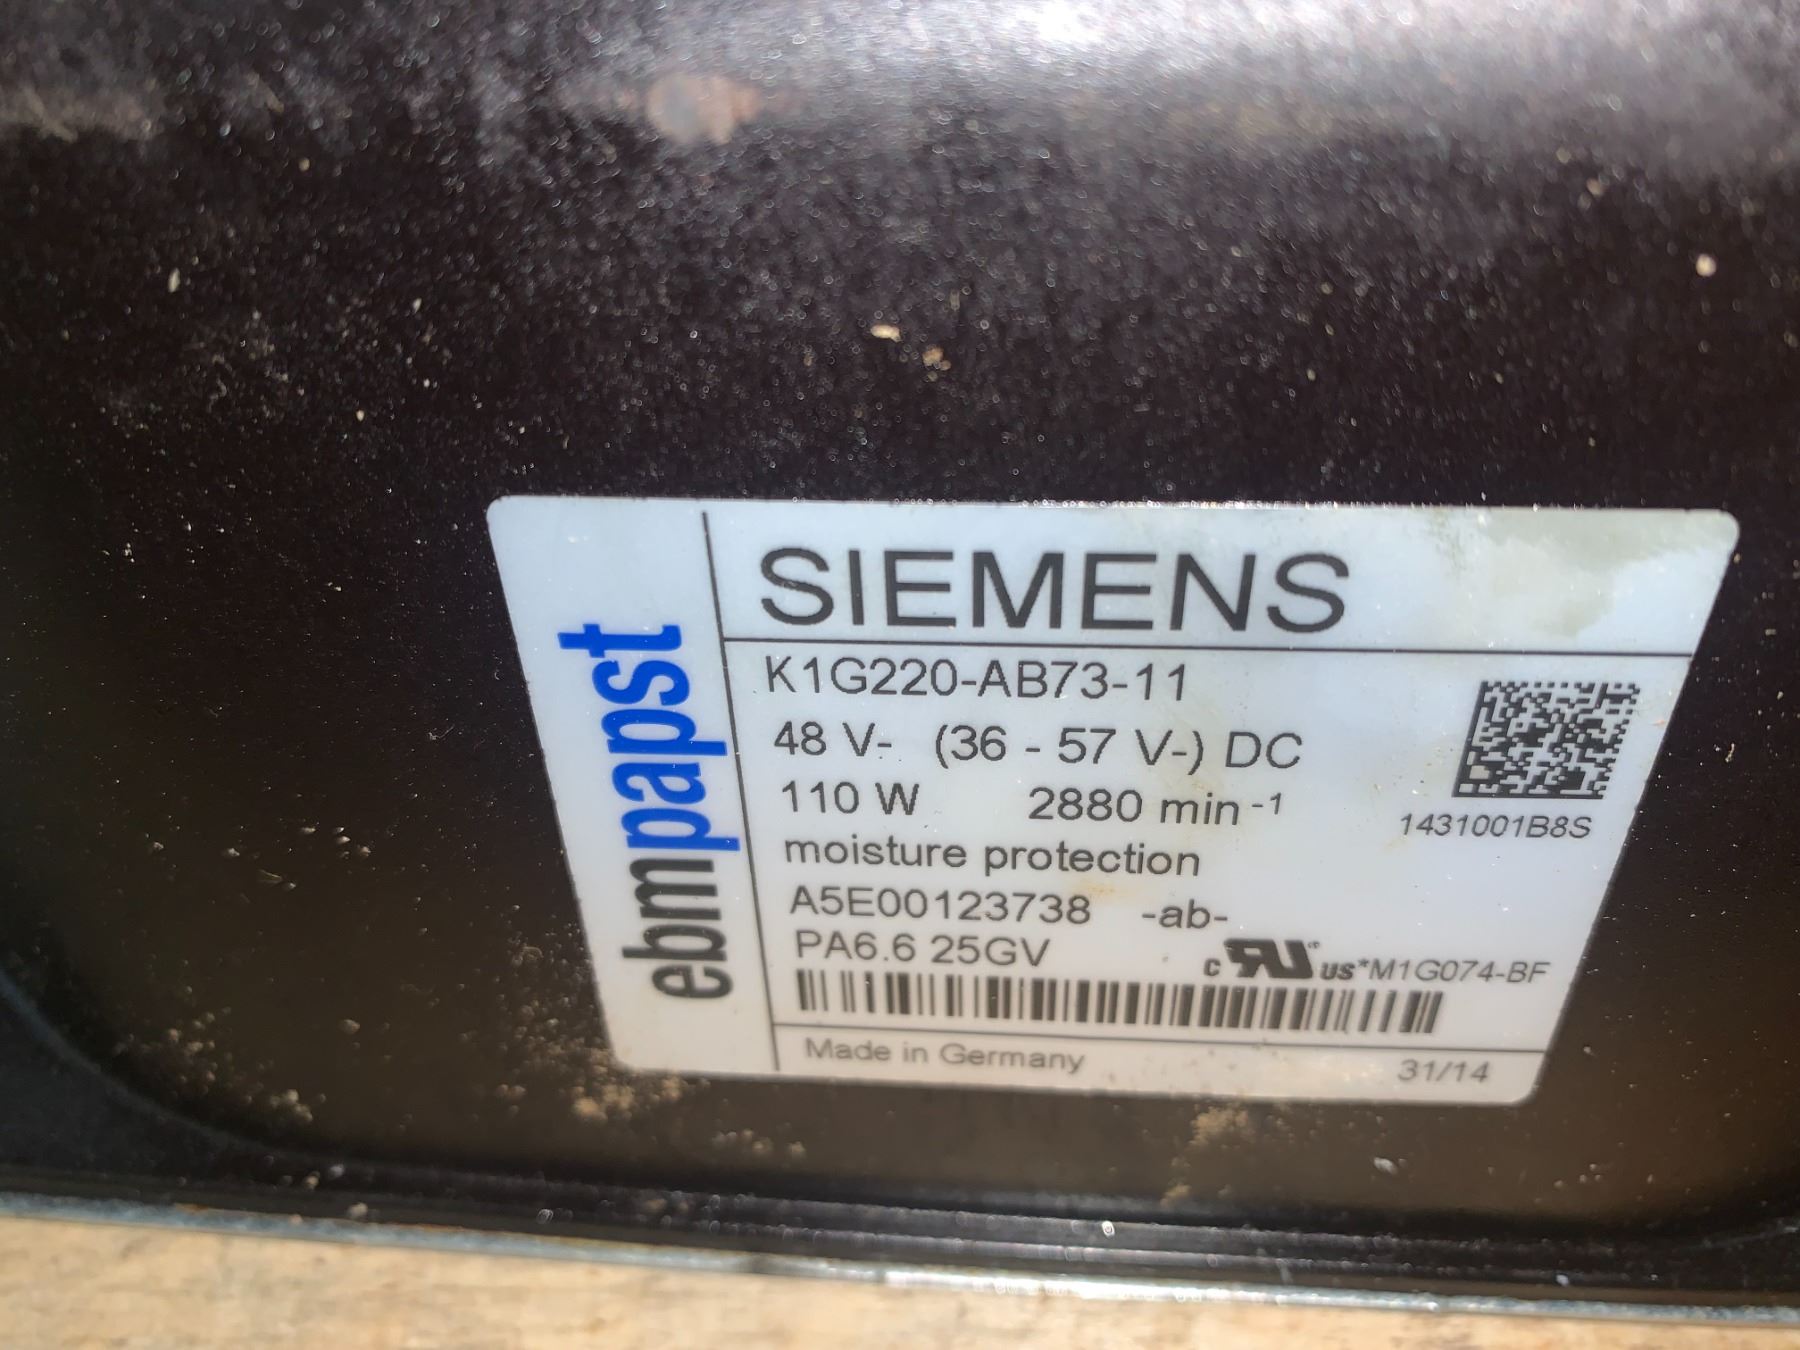 ebmpapst
SIEMENS
K1G220-AB73-11
48 V- (36 - 57 V-) DC
110 W 2880 min -1
1431001B8S
moisture protection
A5E00123738 -ab-
PA6.6 25GV
c RU ® us *M1G074-BF
Made in Germany 31/14